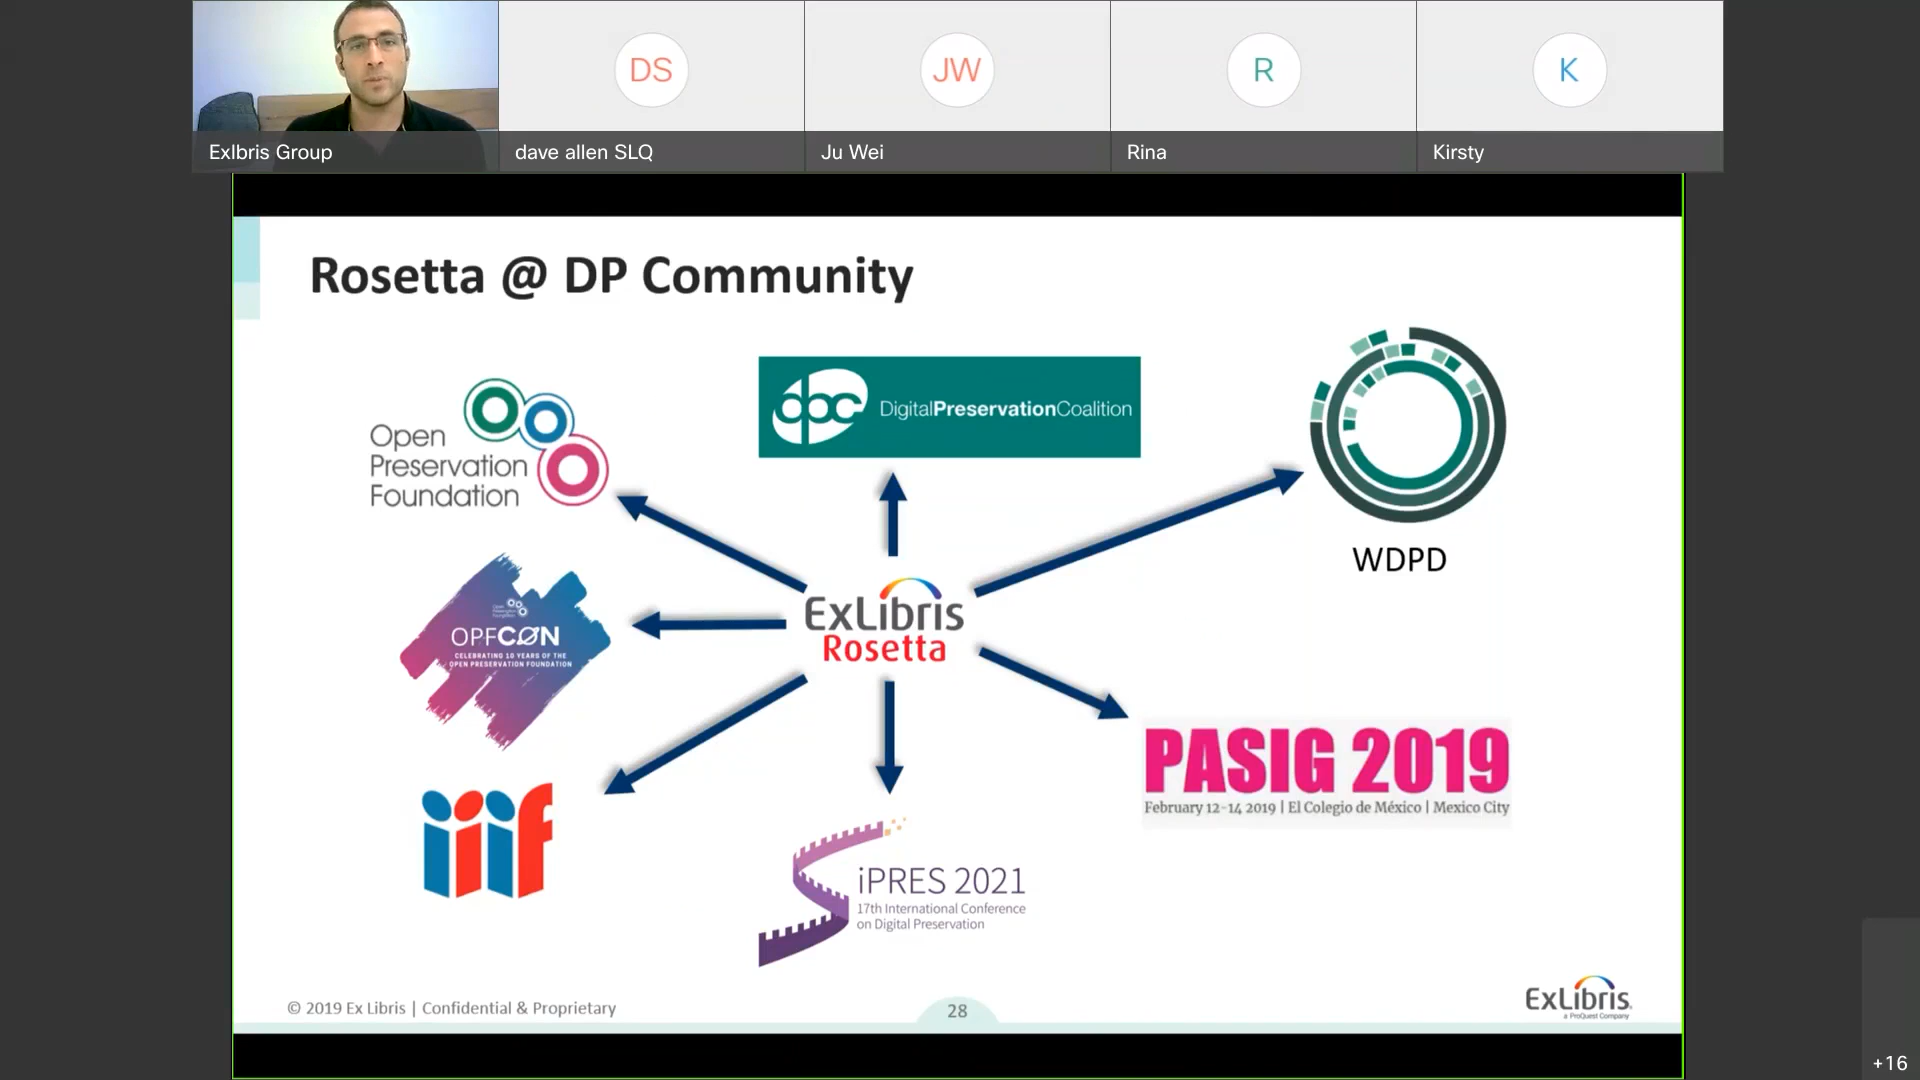 DS
JW
R
K
ExIbris Group
dave allen SLQ
Ju Wei
Rina
Kirsty
Rosetta @ DP Community
Open
Preservation
Foundation
dpc
DigitalPreservationCoalition
WDPD
OPFCON
CELEBRATING 10 YEARS OF THE
OPEN PRESERVATION FOUNDATION
ExLibris
Rosetta
PASIG 2019
February 12-14 2019 | El Colegio de México | Mexico City
iiif
iPRES 2021
17th International Conference
on Digital Preservation
© 2019 Ex Libris | Confidential & Proprietary
28
ExLibris
a ProQuest Company
+16